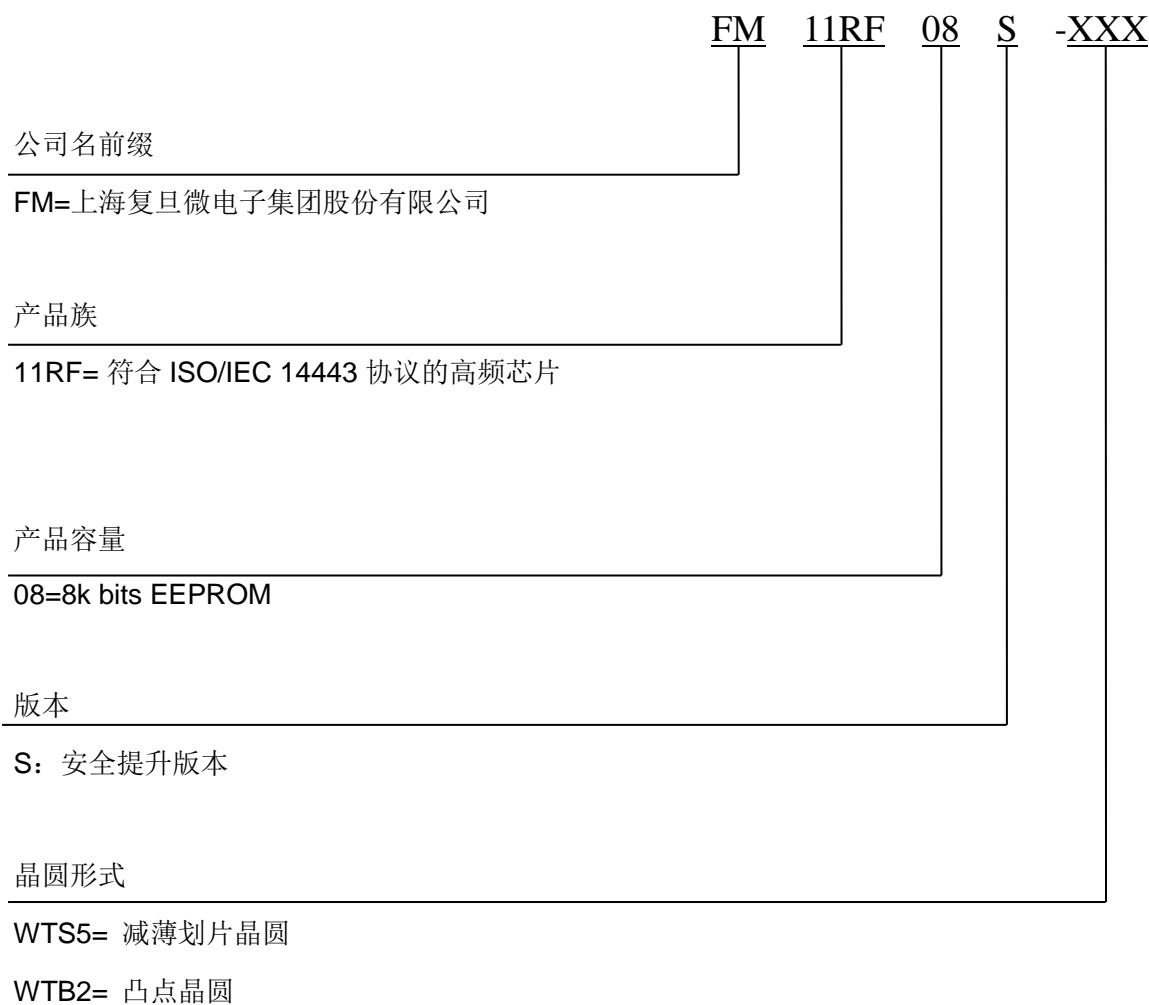 FM 11RF 08 S -XXX
公司名前缀
FM=上海复旦微电子集团股份有限公司
产品族
11RF= 符合 ISO/IEC 14443 协议的高频芯片
产品容量
08=8k bits EEPROM
版本
S：安全提升版本
晶圆形式
WTS5= 减薄划片晶圆
WTB2= 凸点晶圆